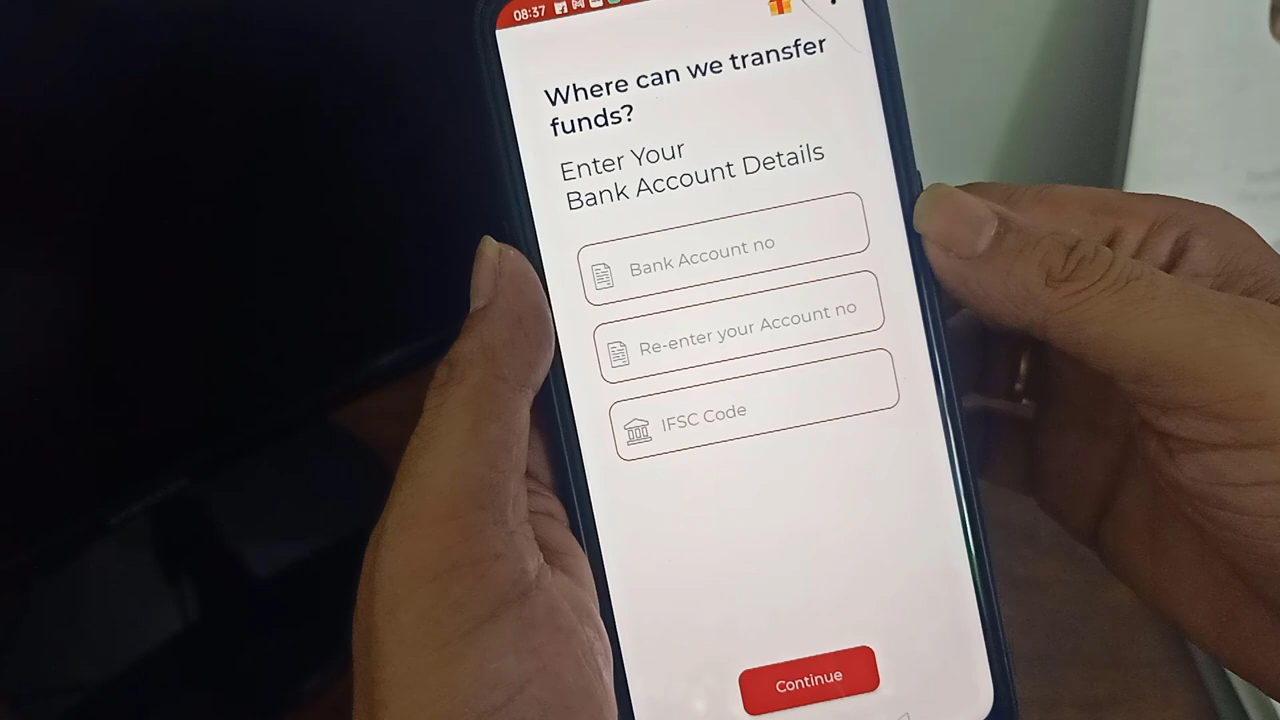 08:37
Where can we transfer
funds?
Enter Your
Bank Account Details
Bank Account no
Re-enter your Account no
IFSC Code
Continue